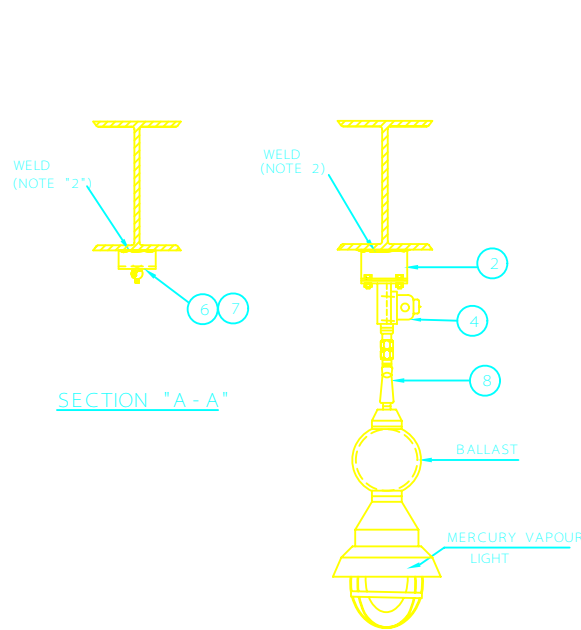 WELD
(NOTE "2")
WELD
(NOTE 2)
2
6 7
4
8
SECTION "A - A"
BALLAST
MERCURY VAPOUR
LIGHT